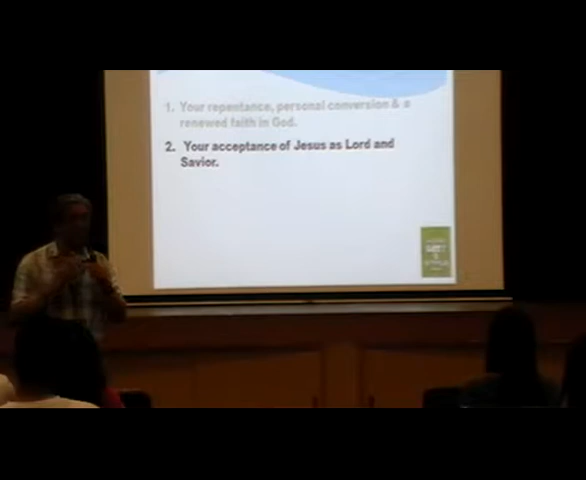 1. Your repentance, personal conversion & a
renewed faith in God.
2. Your acceptance of Jesus as Lord and
Savior.